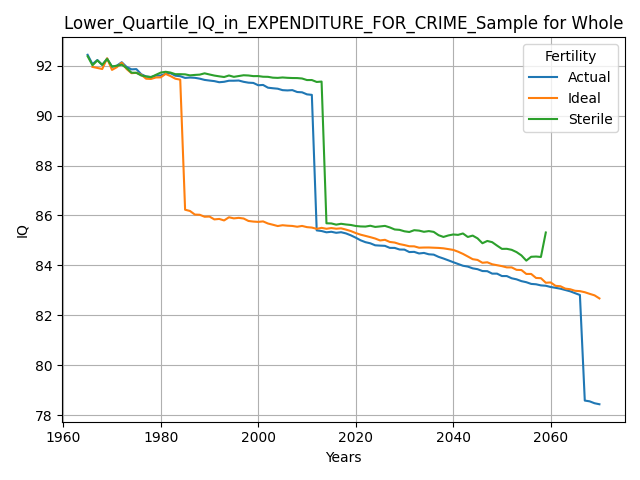 Lower_Quartile_IQ_in_EXPENDITURE_FOR_CRIME_Sample for Whole
Fertility
Actual
Ideal
Sterile
IQ
92
90
88
86
84
82
80
78
1960
1980
2000
2020
2040
2060
Years